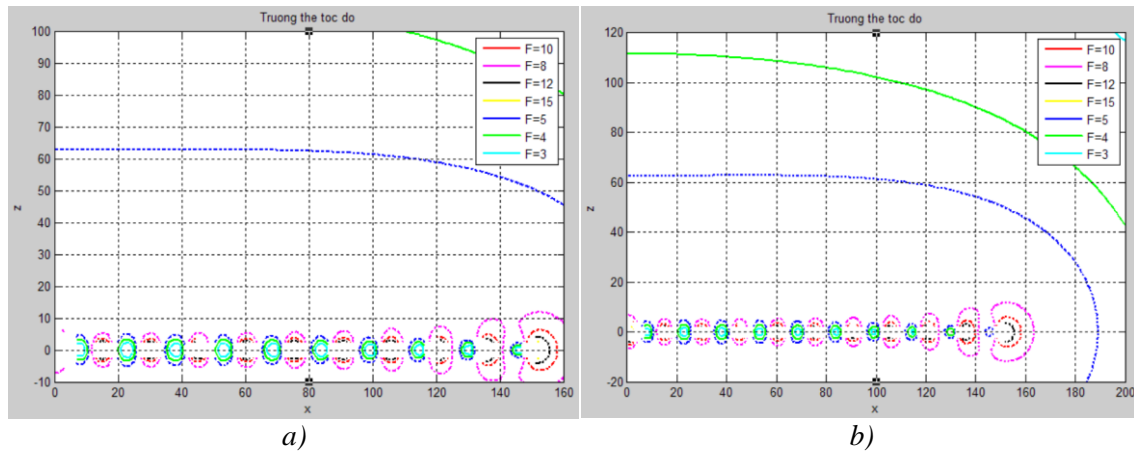 Truong the toc do
100
90
80
70
60
50
40
30
20
10
0
-10
z
0 20 40 60 80 100 120 140 160
x
F=10
F=8
F=12
F=15
F=5
F=4
F=3
a)
Truong the toc do
120
100
80
60
40
20
0
-20
z
0 20 40 60 80 100 120 140 160 180 200
x
F=10
F=8
F=12
F=15
F=5
F=4
F=3
b)